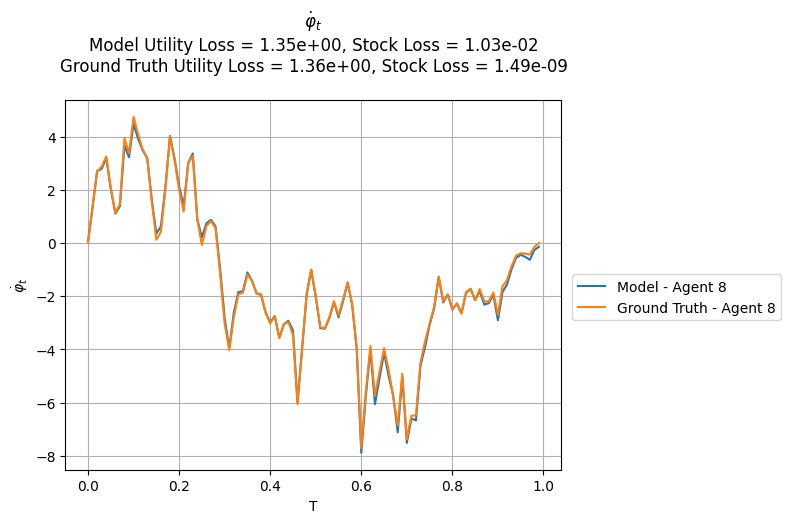 φ̇ₜ
Model Utility Loss = 1.35e+00, Stock Loss = 1.03e-02
Ground Truth Utility Loss = 1.36e+00, Stock Loss = 1.49e-09
φ̇ₜ
4
2
0
−2
−4
−6
−8
0.0 0.2 0.4 0.6 0.8 1.0
T
Model - Agent 8
Ground Truth - Agent 8